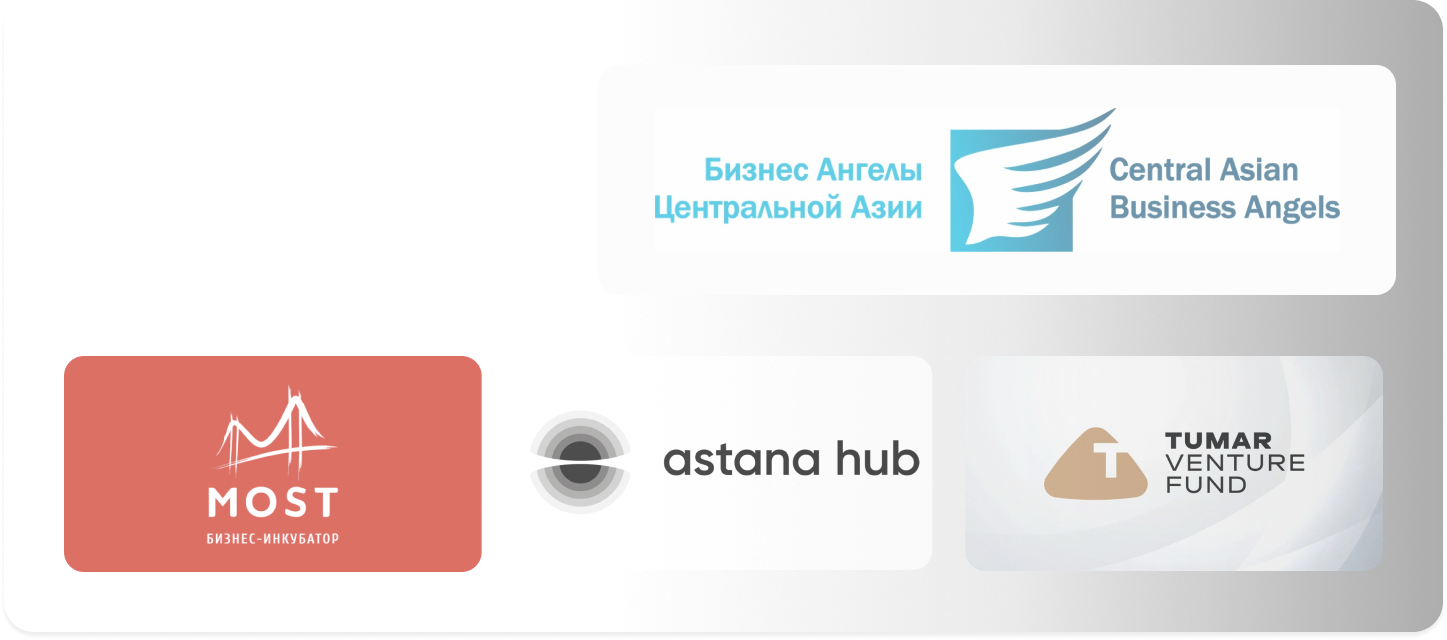 Бизнес Ангелы
Центральной Азии
Central Asian
Business Angels
MOST
БИЗНЕС-ИНКУБАТОР
astana hub
T
TUMAR
VENTURE
FUND